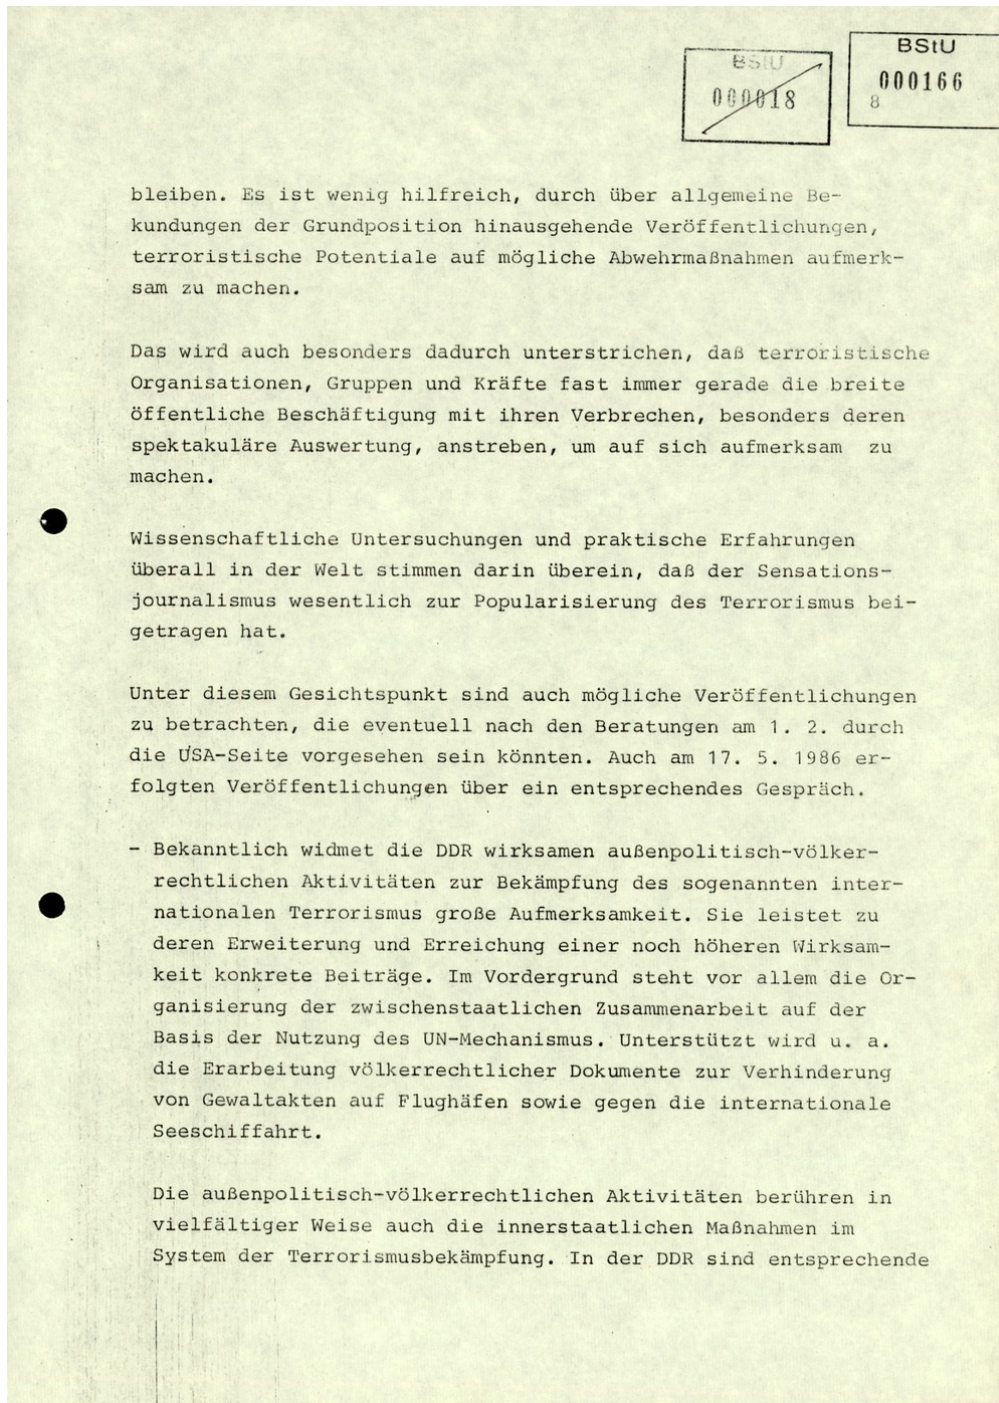 BStU
000018
BStU
000166
8
bleiben. Es ist wenig hilfreich, durch über allgemeine Be-
kundungen der Grundposition hinausgehende Veröffentlichungen,
terroristische Potentiale auf mögliche Abwehrmaßnahmen aufmerk-
sam zu machen.
Das wird auch besonders dadurch unterstrichen, daß terroristische
Organisationen, Gruppen und Kräfte fast immer gerade die breite
öffentliche Beschäftigung mit ihren Verbrechen, besonders deren
spektakuläre Auswertung, anstreben, um auf sich aufmerksam zu
machen.
Wissenschaftliche Untersuchungen und praktische Erfahrungen
überall in der Welt stimmen darin überein, daß der Sensations-
journalismus wesentlich zur Popularisierung des Terrorismus bei-
getragen hat.
Unter diesem Gesichtspunkt sind auch mögliche Veröffentlichungen
zu betrachten, die eventuell nach den Beratungen am 1. 2. durch
die USA-Seite vorgesehen sein könnten. Auch am 17. 5. 1986 er-
folgten Veröffentlichungen über ein entsprechendes Gespräch.
- Bekanntlich widmet die DDR wirksamen außenpolitisch-völker-
rechtlichen Aktivitäten zur Bekämpfung des sogenannten inter-
nationalen Terrorismus große Aufmerksamkeit. Sie leistet zu
deren Erweiterung und Erreichung einer noch höheren Wirksam-
keit konkrete Beiträge. Im Vordergrund steht vor allem die Or-
ganisierung der zwischenstaatlichen Zusammenarbeit auf der
Basis der Nutzung des UN-Mechanismus. Unterstützt wird u. a.
die Erarbeitung völkerrechtlicher Dokumente zur Verhinderung
von Gewaltakten auf Flughäfen sowie gegen die internationale
Seeschiffahrt.
Die außenpolitisch-völkerrechtlichen Aktivitäten berühren in
vielfältiger Weise auch die innerstaatlichen Maßnahmen im
System der Terrorismusbekämpfung. In der DDR sind entsprechende